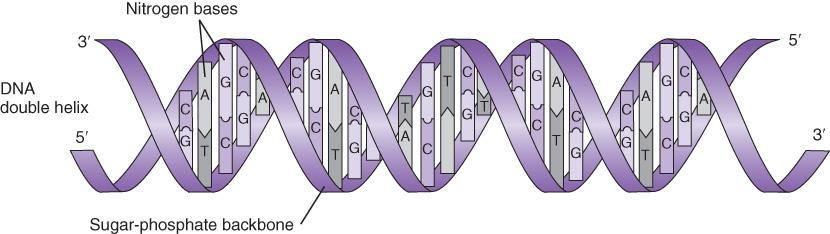 Nitrogen bases
3′
5′
C A G C A C G A C T G T C T C G A C C A G C A
DNA
double helix
G T C G C T G A C G C T G G T C G
5′
3′
Sugar-phosphate backbone